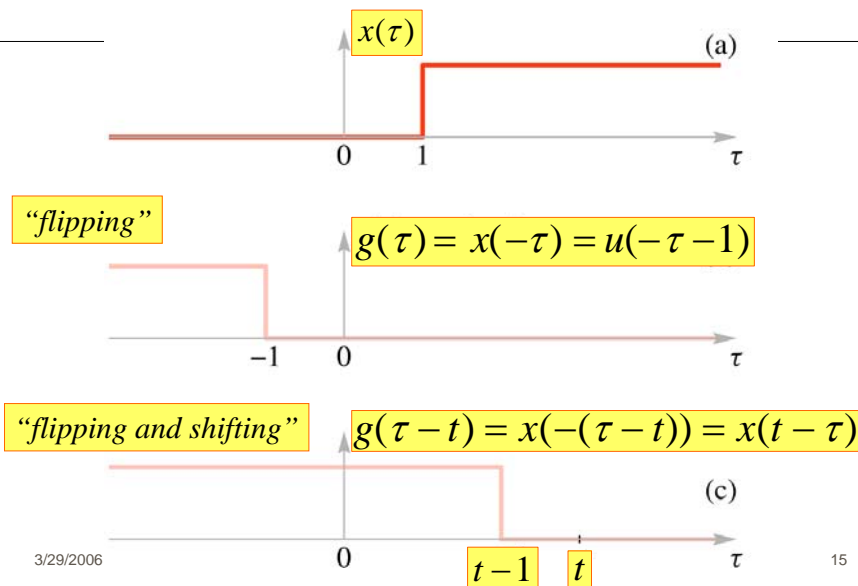 x(τ)
(a)
0 1 τ
“flipping”
g(τ) = x(−τ) = u(−τ −1)
−1 0 τ
“flipping and shifting”
g(τ − t) = x(−(τ − t)) = x(t − τ)
(c)
3/29/2006 0 t −1 t τ 15